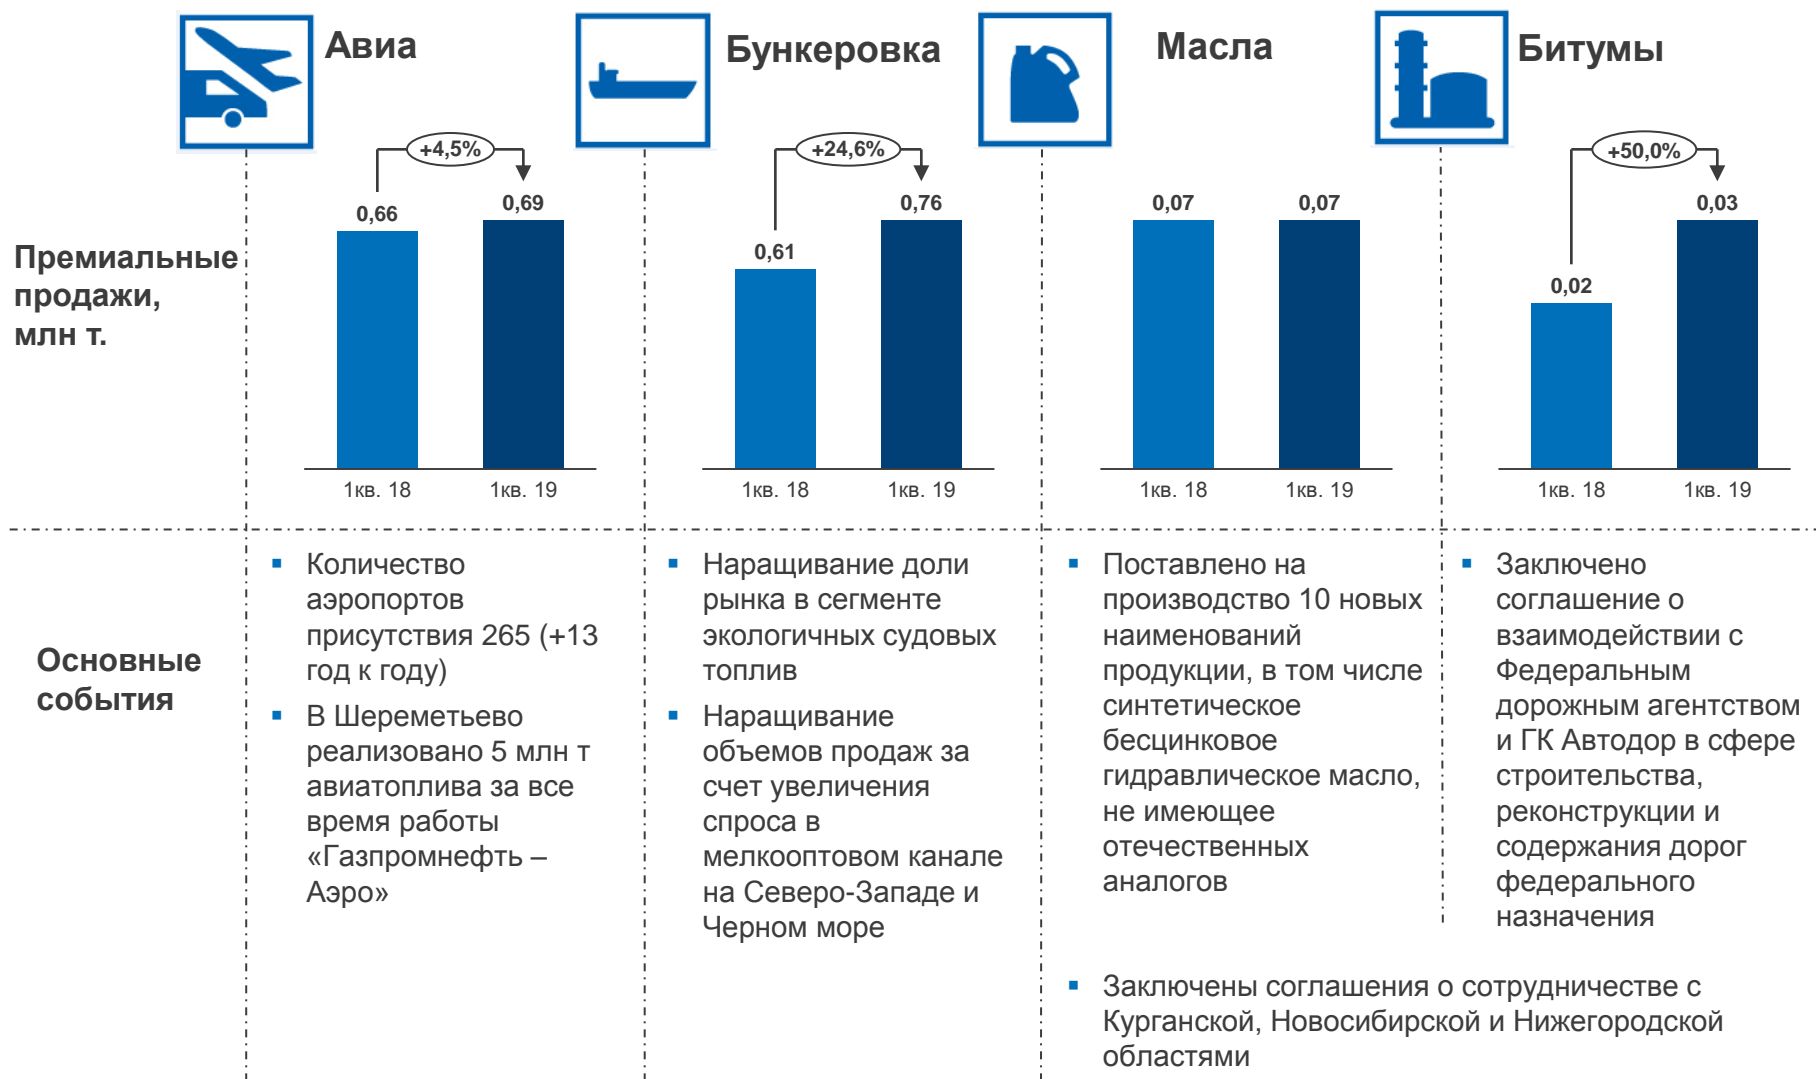 Авиа
Бункеровка
Масла
Битумы
Премиальные
продажи,
млн т.
+4,5%
0,66
0,69
1кв. 18
1кв. 19
+24,6%
0,61
0,76
1кв. 18
1кв. 19
0,07
0,07
1кв. 18
1кв. 19
+50,0%
0,02
0,03
1кв. 18
1кв. 19
Основные
события
▪ Количество
аэропортов
присутствия 265 (+13
год к году)
▪ В Шереметьево
реализовано 5 млн т
авиатоплива за все
время работы
«Газпромнефть –
Аэро»
▪ Наращивание доли
рынка в сегменте
экологичных судовых
топлив
▪ Наращивание
объемов продаж за
счет увеличения
спроса в
мелкооптовом канале
на Северо-Западе и
Черном море
▪ Поставлено на
производство 10 новых
наименований
продукции, в том числе
синтетическое
бесцинковое
гидравлическое масло,
не имеющее
отечественных
аналогов
▪ Заключено
соглашение о
взаимодействии с
Федеральным
дорожным агентством
и ГК Автодор в сфере
строительства,
реконструкции и
содержания дорог
федерального
назначения
▪ Заключены соглашения о сотрудничестве с
Курганской, Новосибирской и Нижегородской
областями